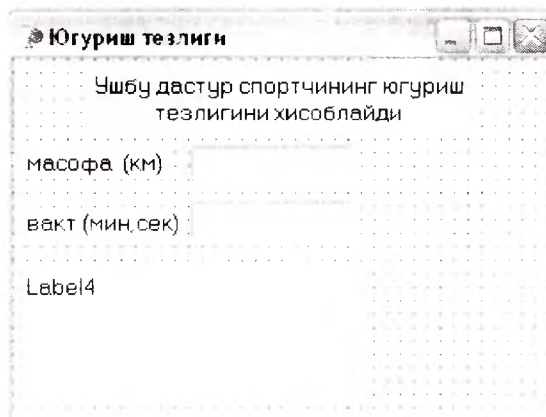 Югуриш тезлиги
Ушбу дастур спортчининг югуриш
тезлигини хисоблайди
масофа (км)
вакт (мин,сек)
Label4